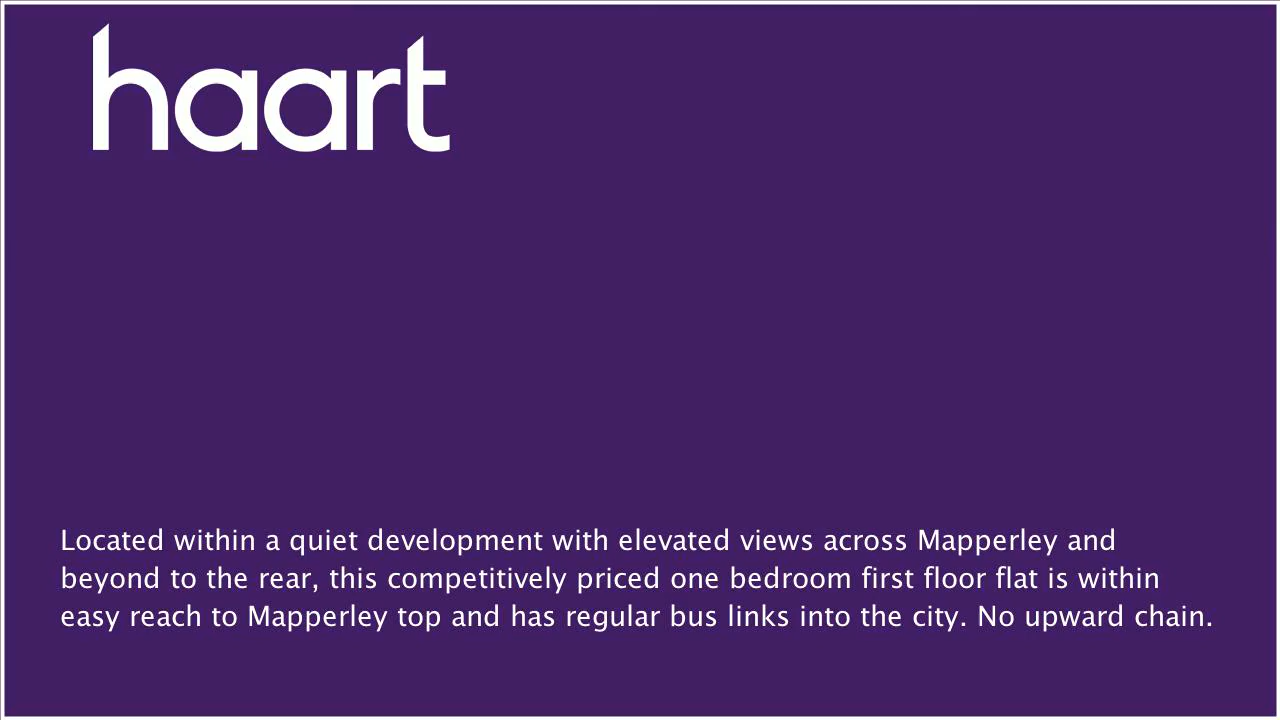 haart
Located within a quiet development with elevated views across Mapperley and
beyond to the rear, this competitively priced one bedroom first floor flat is within
easy reach to Mapperley top and has regular bus links into the city. No upward chain.